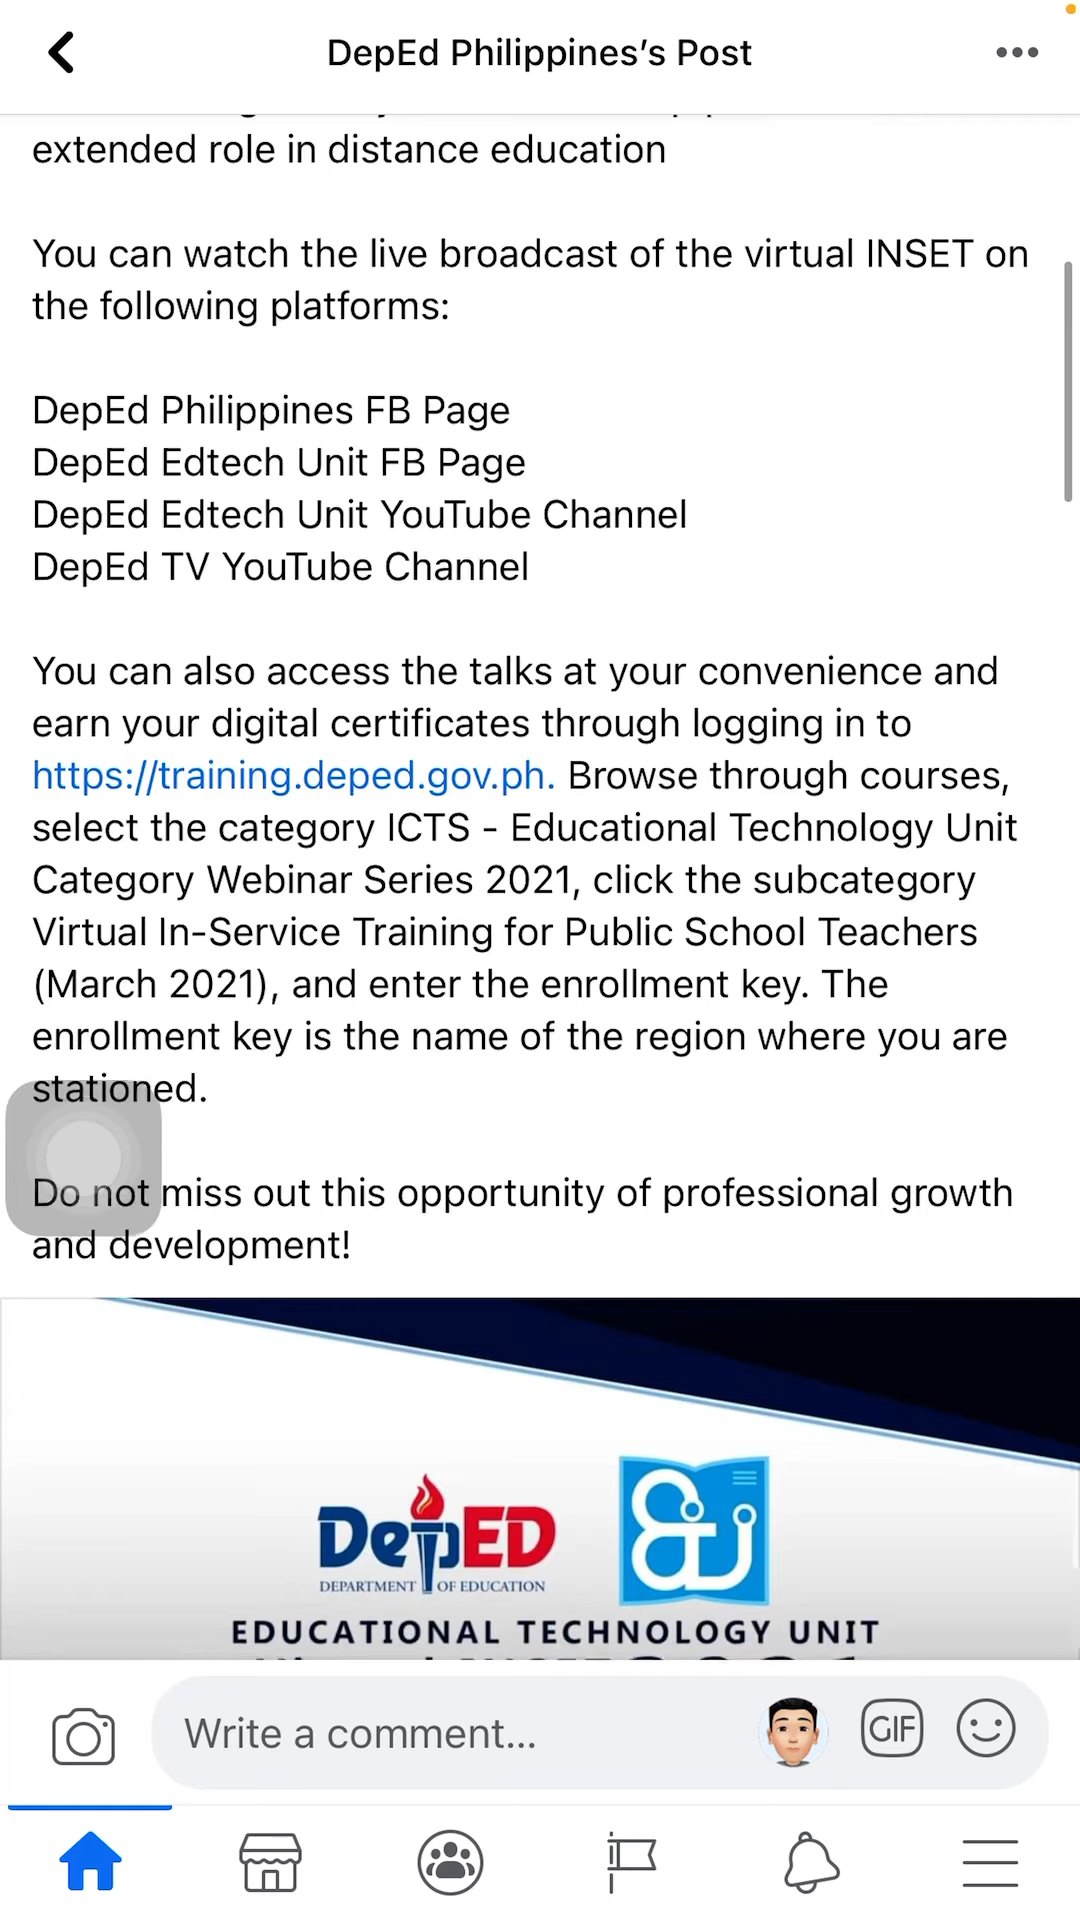 DepEd Philippines's Post
extended role in distance education
You can watch the live broadcast of the virtual INSET on
the following platforms:
DepEd Philippines FB Page
DepEd Edtech Unit FB Page
DepEd Edtech Unit YouTube Channel
DepEd TV YouTube Channel
You can also access the talks at your convenience and
earn your digital certificates through logging in to
https://training.deped.gov.ph. Browse through courses,
select the category ICTS - Educational Technology Unit
Category Webinar Series 2021, click the subcategory
Virtual In-Service Training for Public School Teachers
(March 2021), and enter the enrollment key. The
enrollment key is the name of the region where you are
stationed.
Do not miss out this opportunity of professional growth
and development!
DepED
DEPARTMENT OF EDUCATION
EDUCATIONAL TECHNOLOGY UNIT
Write a comment...
GIF